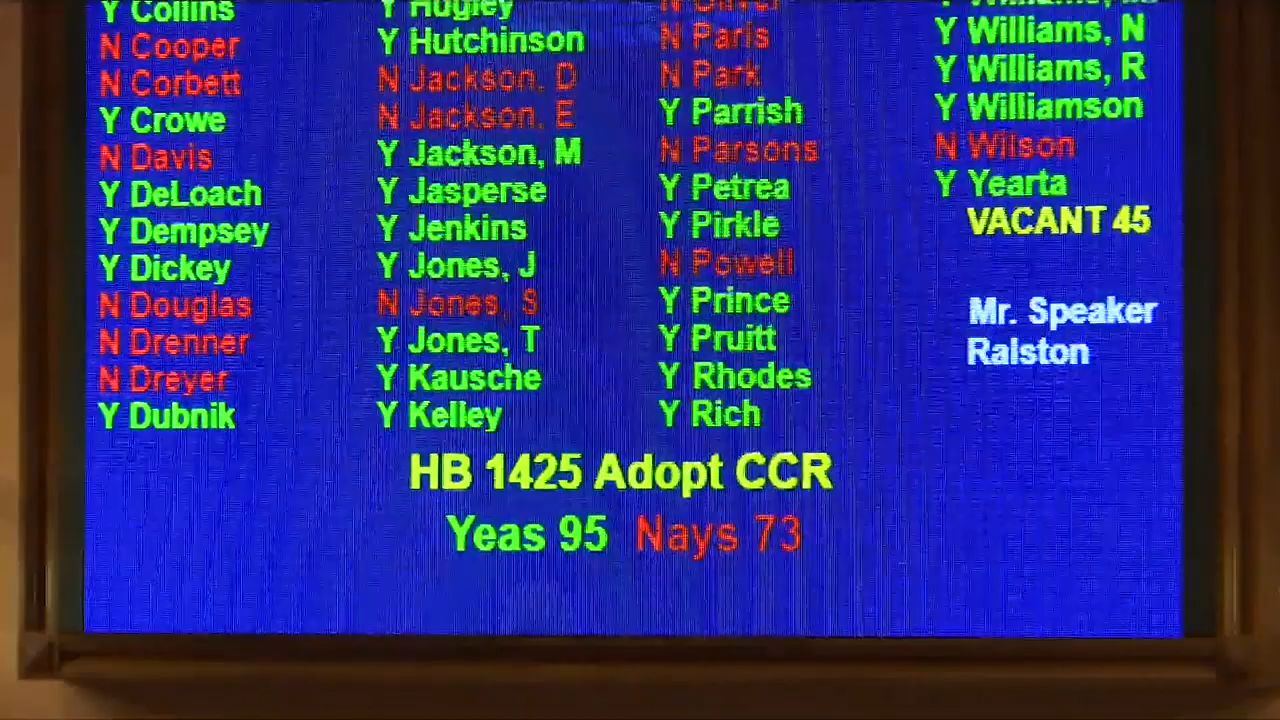 Y Collins
N Cooper
N Corbett
Y Crowe
N Davis
Y DeLoach
Y Dempsey
Y Dickey
N Douglas
N Drenner
N Dreyer
Y Dubnik
Y Hugley
Y Hutchinson
N Jackson, D
N Jackson, E
Y Jackson, M
Y Jasperse
Y Jenkins
Y Jones, J
N Jones, S
Y Jones, T
Y Kausche
Y Kelley
N Oliver
N Paris
N Park
Y Parrish
N Parsons
Y Petrea
Y Pirkle
N Powell
Y Prince
Y Pruitt
Y Rhodes
Y Rich
Y Williams, N
Y Williams, R
Y Williamson
N Wilson
Y Yearta
VACANT 45
Mr. Speaker
Ralston
HB 1425 Adopt CCR
Yeas 95 Nays 73